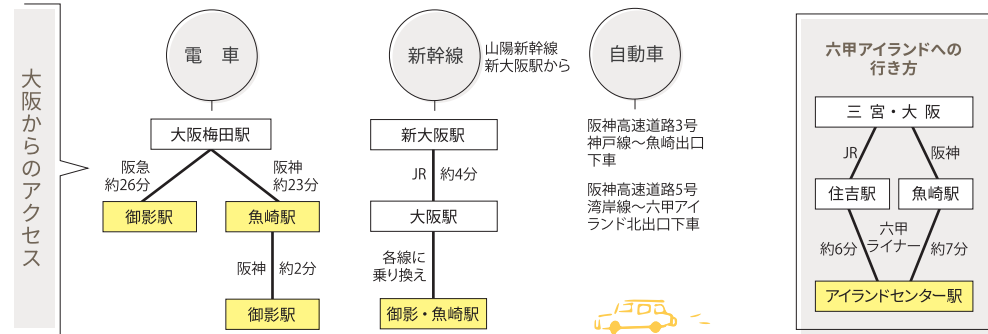 大阪からのアクセス
電 車
大阪梅田駅
阪急
約26分
阪神
約23分
御影駅
魚崎駅
阪神
約2分
御影駅
新幹線
山陽新幹線
新大阪駅から
新大阪駅
JR
約4分
大阪駅
各線に
乗り換え
御影・魚崎駅
自動車
阪神高速道路3号
神戸線～魚崎出口
下車
阪神高速道路5号
湾岸線～六甲アイ
ランド北出口下車
六甲アイランドへの
行き方
三 宮・大 阪
JR
阪神
住吉駅
魚崎駅
約6分
六甲
ライナー
約7分
アイランドセンター駅